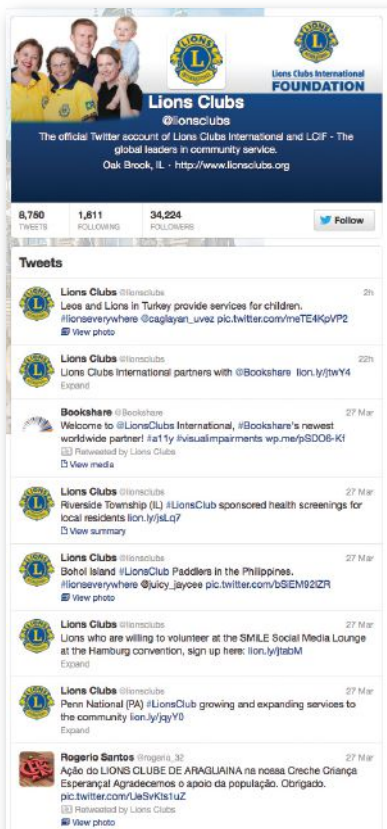 LIONS
INTERNATIONAL
Lions Clubs International
FOUNDATION
Lions Clubs
@lionsclubs
The official Twitter account of Lions Clubs International and LCIF - The
global leaders in community service.
Oak Brook, IL · http://www.lionsclubs.org
8,750 1,611 34,224
TWEETS FOLLOWING FOLLOWERS
Follow
Tweets
Lions Clubs @lionsclubs 2h
Leos and Lions in Turkey provide services for children.
#lionseverywhere @caglayan_uvez pic.twitter.com/meTE4KpVP2
View photo
Lions Clubs @lionsclubs 22h
Lions Clubs International partners with @Bookshare lion.ly/jtwY4
Expand
Bookshare @Bookshare 27 Mar
Welcome to @LionsClubs International, #Bookshare's newest
worldwide partner! #a11y #visualimpairments wp.me/pSDO6-Kf
Retweeted by Lions Clubs
View media
Lions Clubs @lionsclubs 27 Mar
Riverside Township (IL) #LionsClub sponsored health screenings for
local residents lion.ly/jsLq7
View summary
Lions Clubs @lionsclubs 27 Mar
Bohol Island #LionsClub Paddlers in the Philippines.
#lionseverywhere @juicy_jaycee pic.twitter.com/bSIEM92IZR
View photo
Lions Clubs @lionsclubs 27 Mar
Lions who are willing to volunteer at the SMILE Social Media Lounge
at the Hamburg convention, sign up here: lion.ly/jtabM
Expand
Lions Clubs @lionsclubs 27 Mar
Penn National (PA) #LionsClub growing and expanding services to
the community lion.ly/jqyY0
Expand
Rogerio Santos @rogeria_32 27 Mar
Ação do LIONS CLUBE DE ARAGUAINA na nossa Creche Criança
Esperança! Agradecemos o apoio da população. Obrigado.
pic.twitter.com/UeSvKts1uZ
Retweeted by Lions Clubs
View photo